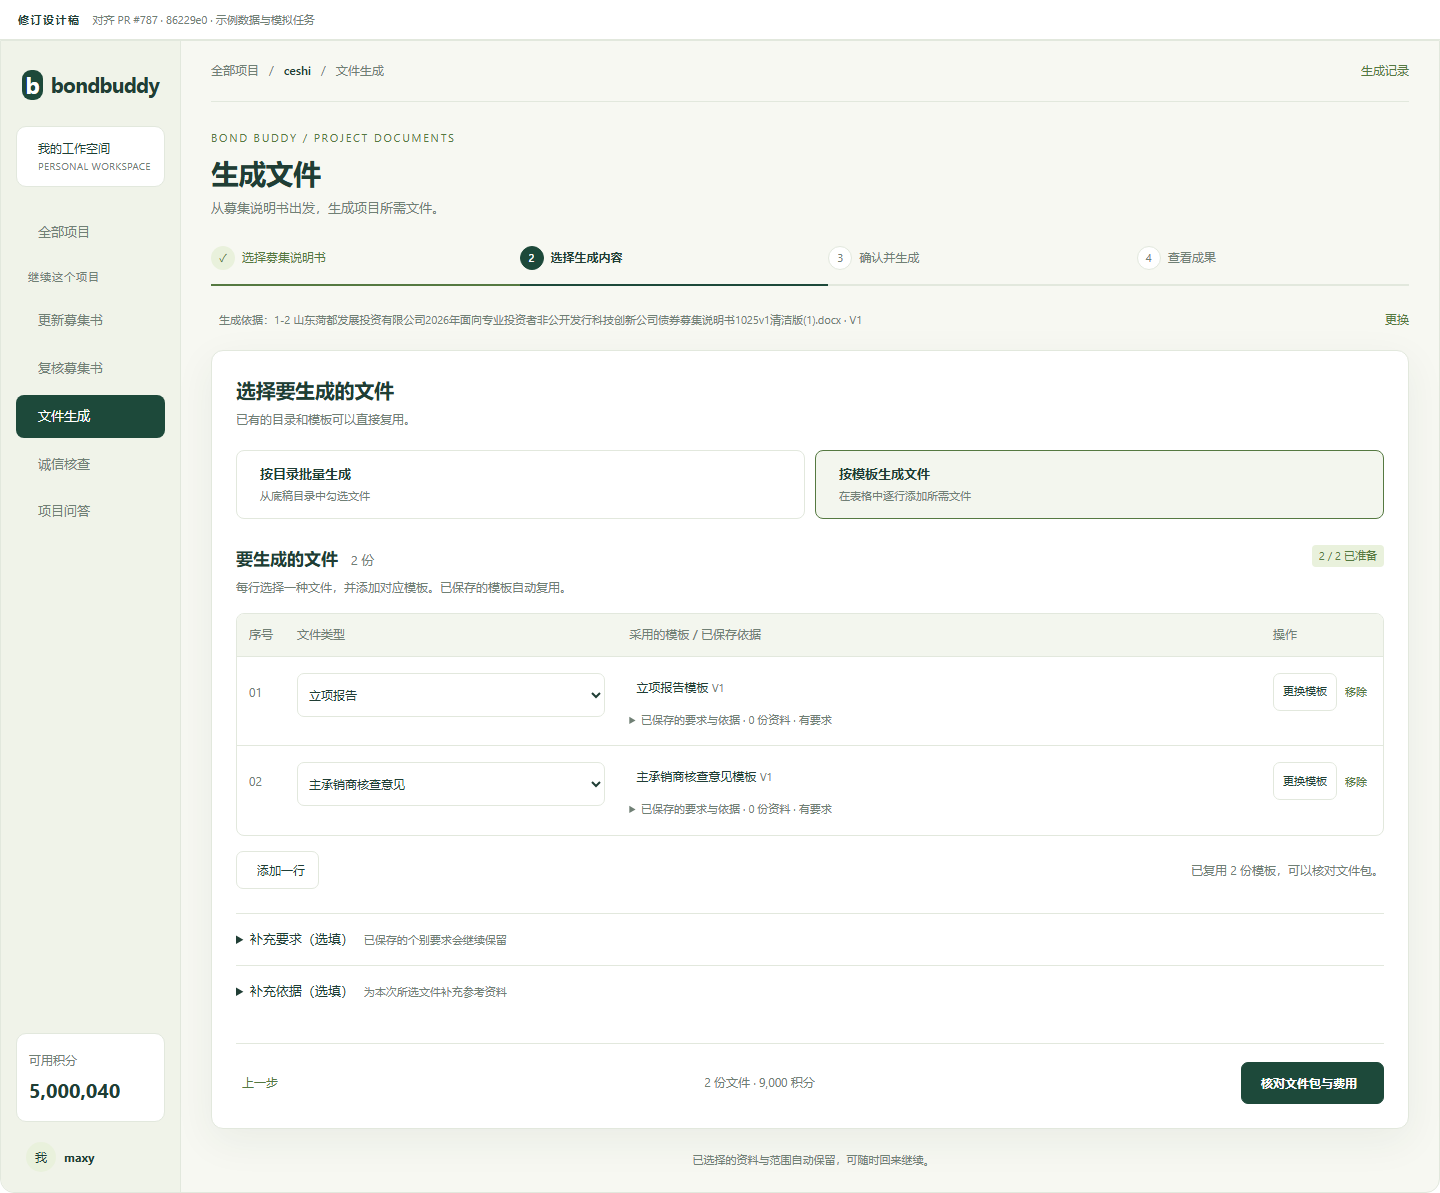 修订设计稿 对齐 PR #787 · 86229e0 · 示例数据与模拟任务
b bondbuddy
我的工作空间
PERSONAL WORKSPACE
全部项目
继续这个项目
更新募集书
复核募集书
文件生成
诚信核查
项目问答
可用积分
5,000,040
我 maxy
全部项目 / ceshi / 文件生成
生成记录
BOND BUDDY / PROJECT DOCUMENTS
生成文件
从募集说明书出发，生成项目所需文件。
✓ 选择募集说明书
2 选择生成内容
3 确认并生成
4 查看成果
生成依据：1-2 山东菏都发展投资有限公司2026年面向专业投资者非公开发行科技创新公司债券募集说明书1025v1清洁版(1).docx · V1
更换
选择要生成的文件
已有的目录和模板可以直接复用。
按目录批量生成
从底稿目录中勾选文件
按模板生成文件
在表格中逐行添加所需文件
要生成的文件 2 份
2 / 2 已准备
每行选择一种文件，并添加对应模板。已保存的模板自动复用。
序号 文件类型 采用的模板 / 已保存依据 操作
01 立项报告 立项报告模板 V1 更换模板 移除
▶ 已保存的要求与依据 · 0 份资料 · 有要求
02 主承销商核查意见 主承销商核查意见模板 V1 更换模板 移除
▶ 已保存的要求与依据 · 0 份资料 · 有要求
添加一行
已复用 2 份模板，可以核对文件包。
▶ 补充要求（选填） 已保存的个别要求会继续保留
▶ 补充依据（选填） 为本次所选文件补充参考资料
上一步
2 份文件 · 9,000 积分
核对文件包与费用
已选择的资料与范围自动保留，可随时回来继续。